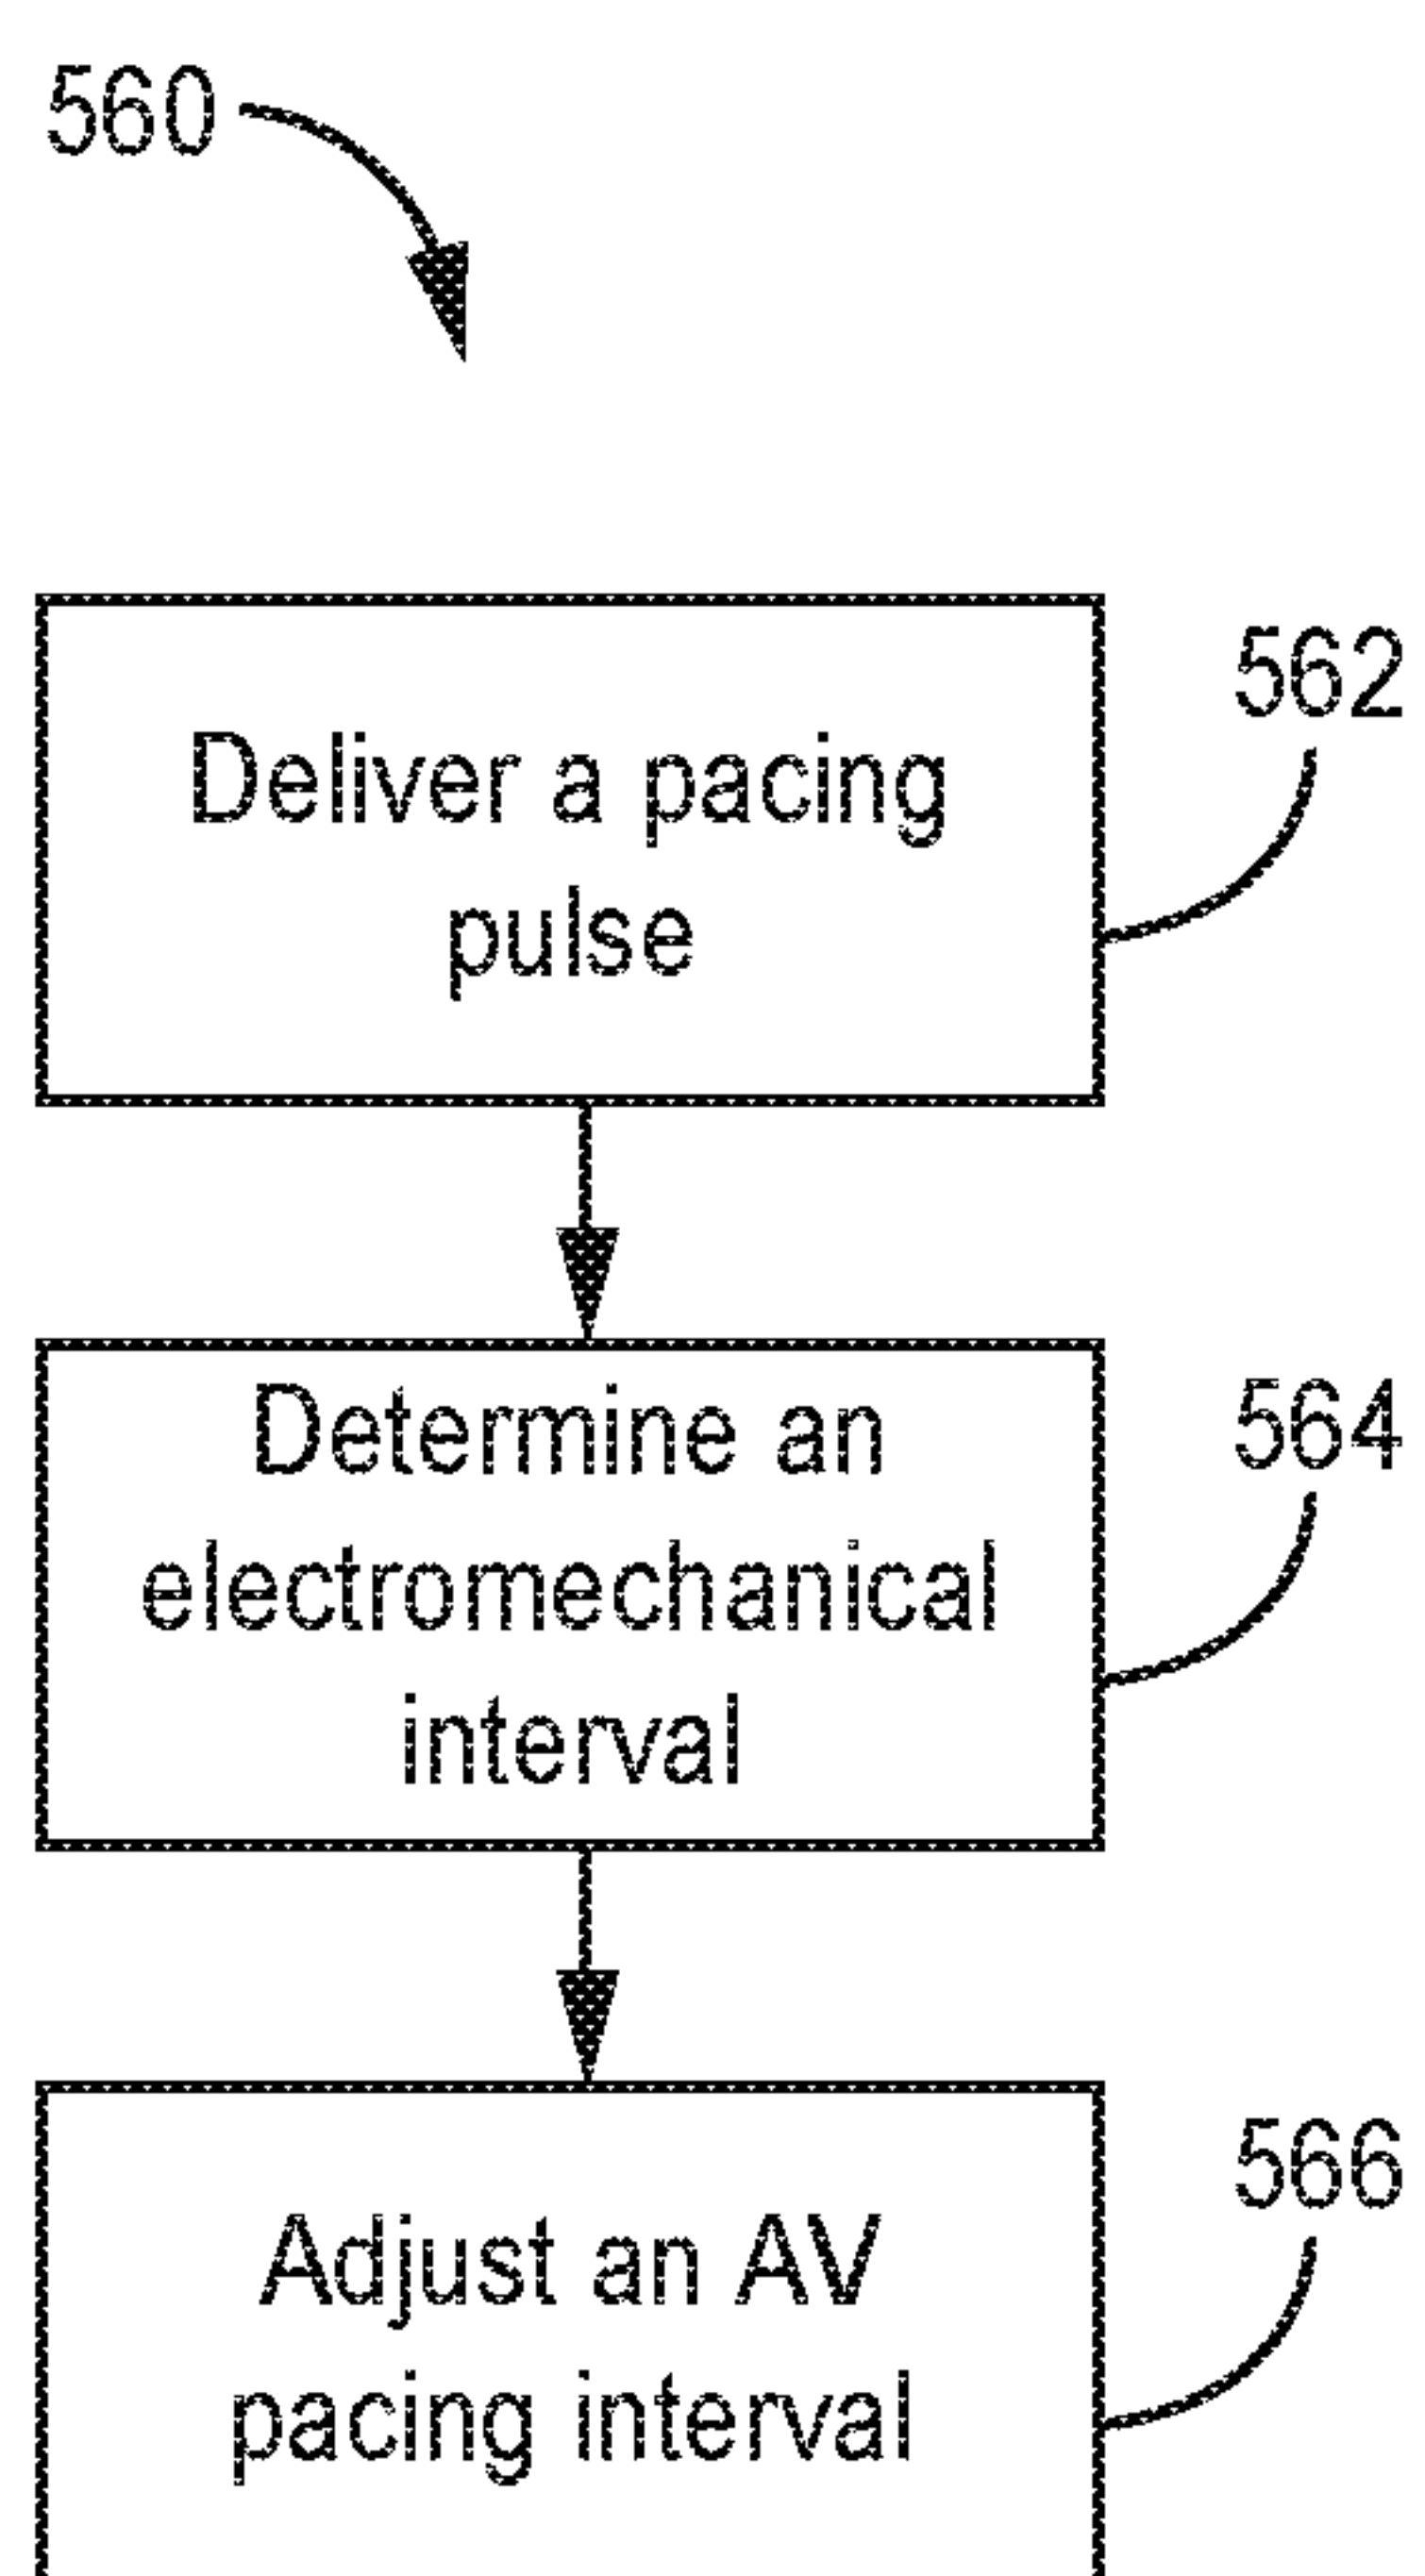 560
562
Deliver a pacing
pulse
564
Determine an
electromechanical
interval
566
Adjust an AV
pacing interval